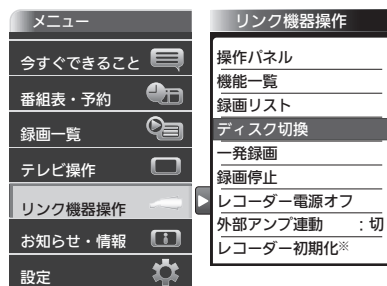 メニュー
今すぐできること
番組表・予約
録画一覧
テレビ操作
リンク機器操作
お知らせ・情報
設定
リンク機器操作
操作パネル
機能一覧
録画リスト
ディスク切換
一発録画
録画停止
レコーダー電源オフ
外部アンプ連動 :切
レコーダー初期化※